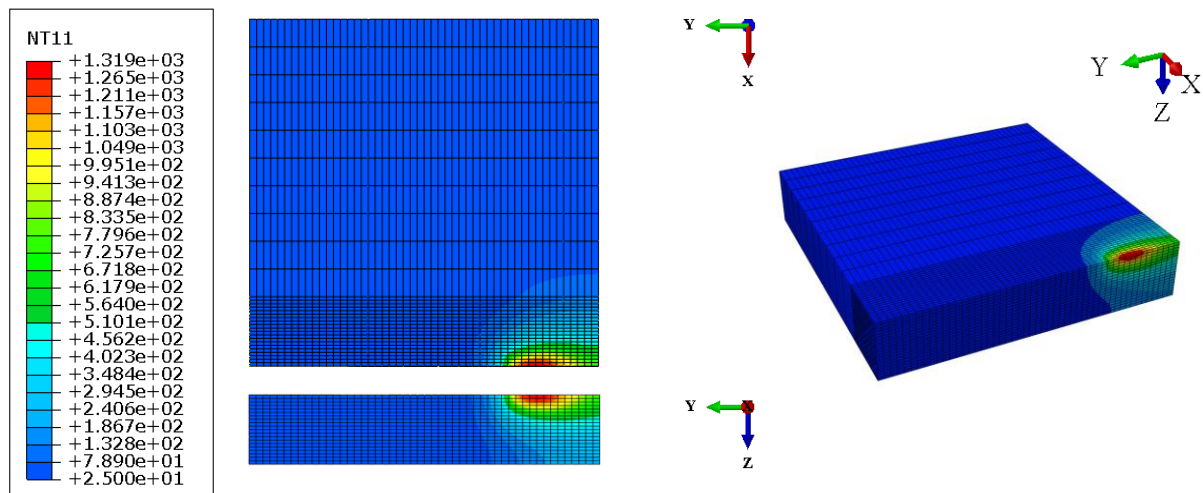 NT11
+1.319e+03
+1.265e+03
+1.211e+03
+1.157e+03
+1.103e+03
+1.049e+03
+9.951e+02
+9.413e+02
+8.874e+02
+8.335e+02
+7.796e+02
+7.257e+02
+6.718e+02
+6.179e+02
+5.640e+02
+5.101e+02
+4.562e+02
+4.023e+02
+3.484e+02
+2.945e+02
+2.406e+02
+1.867e+02
+1.328e+02
+7.890e+01
+2.500e+01
Y
X
Y
X
Z
Y
X
Z